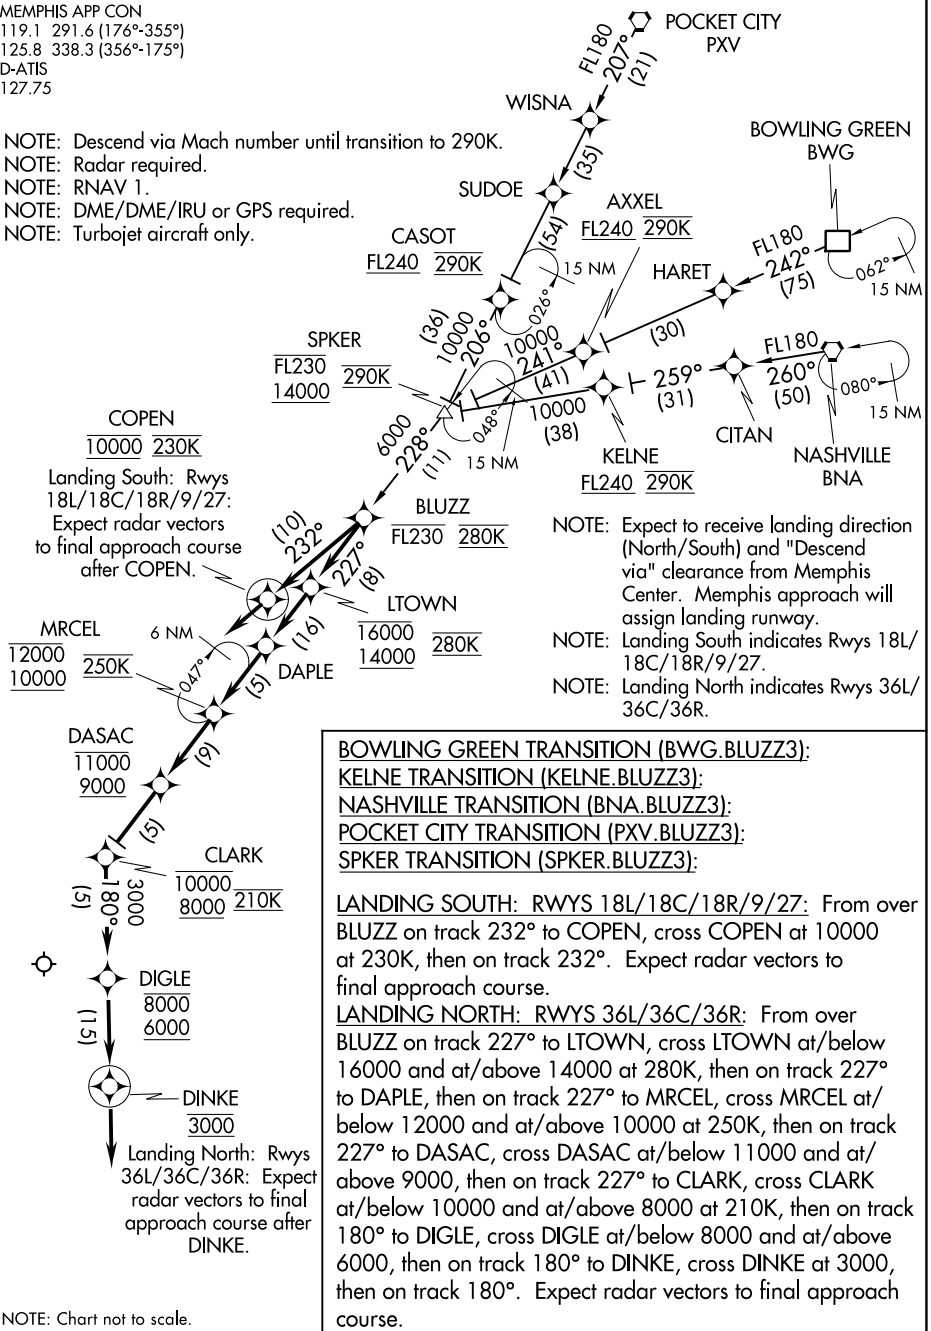 MEMPHIS APP CON
119.1 291.6 (176°-355°)
125.8 338.3 (356°-175°)
D-ATIS
127.75
NOTE: Descend via Mach number until transition to 290K.
NOTE: Radar required.
NOTE: RNAV 1.
NOTE: DME/DME/IRU or GPS required.
NOTE: Turbojet aircraft only.
POCKET CITY
PXV
FL180
207°
(21)
WISNA
(35)
SUDOE
(54)
BOWLING GREEN
BWG
FL180
242°
(75)
062°
15 NM
AXXEL
FL240 290K
CASOT
FL240 290K
15 NM
026°
HARET
(30)
(36)
10000
206°
10000
241°
(41)
SPKER
FL230
14000
290K
FL180
260°
(50)
080°
15 NM
259°
(31)
CITAN
NASHVILLE
BNA
10000
(38)
048°
15 NM
KELNE
FL240 290K
6000
228°
(11)
COPEN
10000 230K
Landing South: Rwys
18L/18C/18R/9/27:
Expect radar vectors
to final approach course
after COPEN.
BLUZZ
FL230 280K
(10)
232°
227°
(8)
LTOWN
16000
14000
280K
NOTE: Expect to receive landing direction
(North/South) and "Descend
via" clearance from Memphis
Center. Memphis approach will
assign landing runway.
NOTE: Landing South indicates Rwys 18L/
18C/18R/9/27.
NOTE: Landing North indicates Rwys 36L/
36C/36R.
(16)
DAPLE
MRCEL
12000
10000
250K
6 NM
047°
(5)
DASAC
11000
9000
(9)
(5)
CLARK
10000
8000
210K
3000
180°
(5)
DIGLE
8000
6000
(15)
DINKE
3000
Landing North: Rwys
36L/36C/36R: Expect
radar vectors to final
approach course after
DINKE.
BOWLING GREEN TRANSITION (BWG.BLUZZ3):
KELNE TRANSITION (KELNE.BLUZZ3):
NASHVILLE TRANSITION (BNA.BLUZZ3):
POCKET CITY TRANSITION (PXV.BLUZZ3):
SPKER TRANSITION (SPKER.BLUZZ3):
LANDING SOUTH: RWYS 18L/18C/18R/9/27: From over
BLUZZ on track 232° to COPEN, cross COPEN at 10000
at 230K, then on track 232°. Expect radar vectors to
final approach course.
LANDING NORTH: RWYS 36L/36C/36R: From over
BLUZZ on track 227° to LTOWN, cross LTOWN at/below
16000 and at/above 14000 at 280K, then on track 227°
to DAPLE, then on track 227° to MRCEL, cross MRCEL at/
below 12000 and at/above 10000 at 250K, then on track
227° to DASAC, cross DASAC at/below 11000 and at/
above 9000, then on track 227° to CLARK, cross CLARK
at/below 10000 and at/above 8000 at 210K, then on track
180° to DIGLE, cross DIGLE at/below 8000 and at/above
6000, then on track 180° to DINKE, cross DINKE at 3000,
then on track 180°. Expect radar vectors to final approach
course.
NOTE: Chart not to scale.